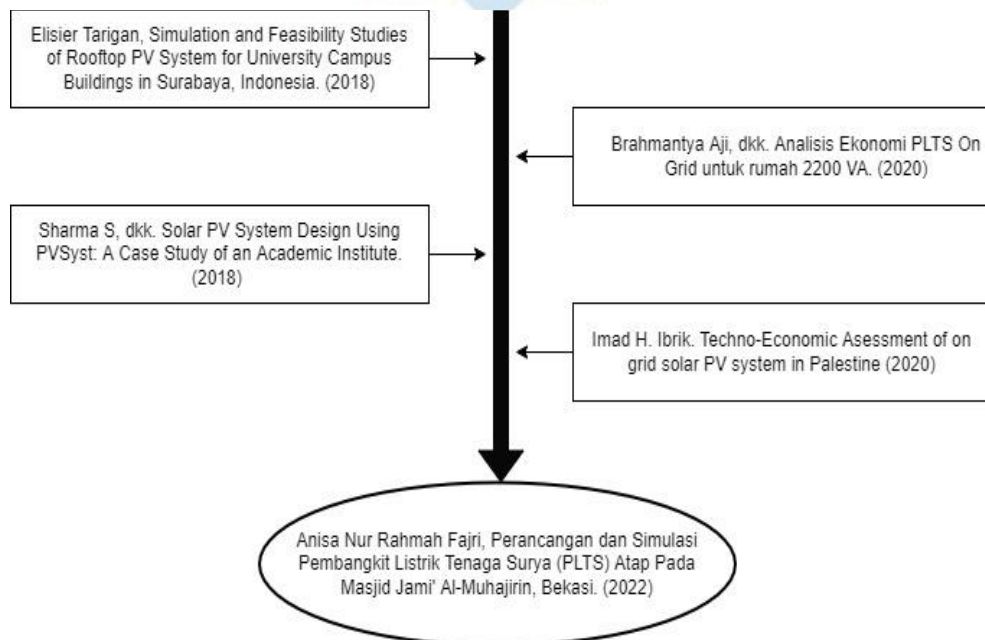 Elisier Tarigan, Simulation and Feasibility Studies
of Rooftop PV System for University Campus
Buildings in Surabaya, Indonesia. (2018)
Brahmantya Aji, dkk. Analisis Ekonomi PLTS On
Grid untuk rumah 2200 VA. (2020)
Sharma S, dkk. Solar PV System Design Using
PVSyst: A Case Study of an Academic Institute.
(2018)
Imad H. Ibrik. Techno-Economic Asessment of on
grid solar PV system in Palestine (2020)
Anisa Nur Rahmah Fajri, Perancangan dan Simulasi
Pembangkit Listrik Tenaga Surya (PLTS) Atap Pada
Masjid Jami' Al-Muhajirin, Bekasi. (2022)